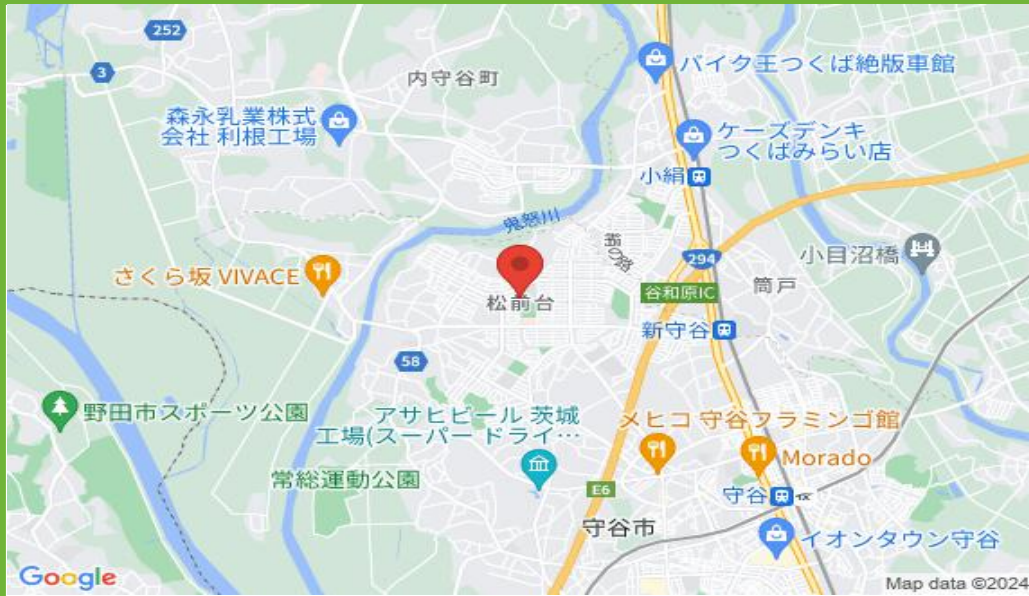 252
3
内守谷町
バイク王つくば絶版車館
森永乳業株式
会社 利根工場
ケーズデンキ
つくばみらい店
小絹
鬼怒川
294
小目沼橋
さくら坂 VIVACE
松前台
谷和原IC
筒戸
新守谷
58
野田市スポーツ公園
アサヒビール 茨城
工場(スーパー ドライ…
メヒコ 守谷フラミンゴ館
Morado
常総運動公園
E6
守谷
守谷市
イオンタウン守谷
Google
Map data ©2024